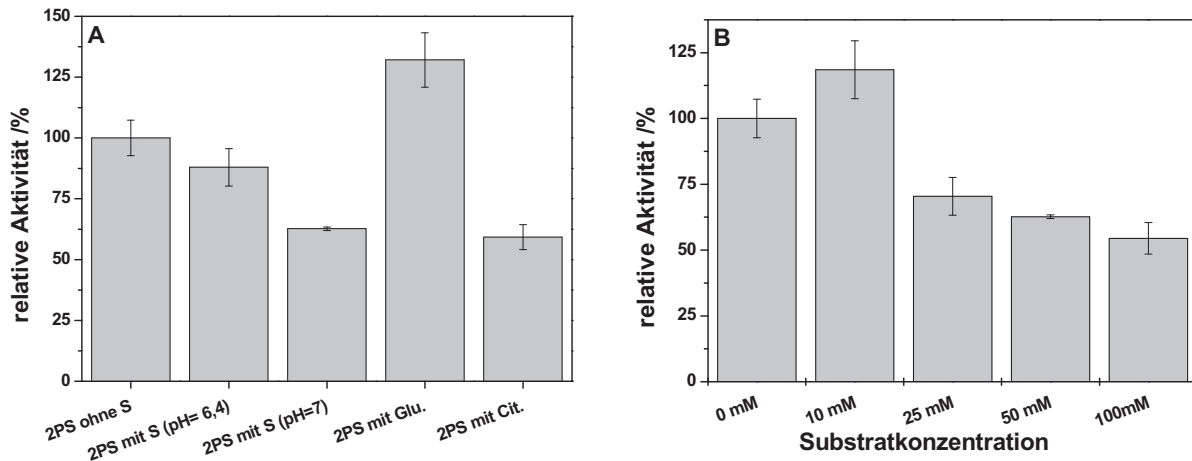 A
relative Aktivität /%
150
125
100
75
50
25
0
2PS ohne S
2PS mit S (pH= 6,4)
2PS mit S (pH=7)
2PS mit Glu.
2PS mit Cit.
B
relative Aktivität /%
125
100
75
50
25
0
0 mM
10 mM
25 mM
50 mM
100mM
Substratkonzentration